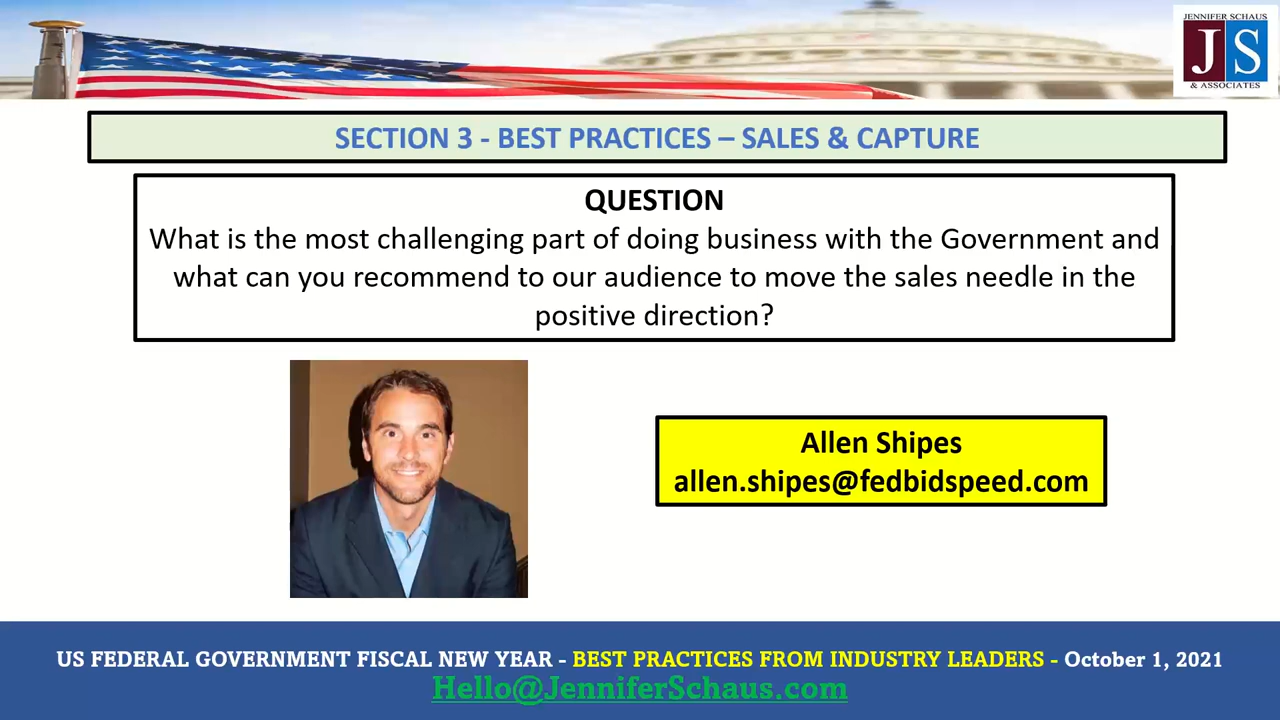 JENNIFER SCHAUS
JS
& ASSOCIATES
SECTION 3 - BEST PRACTICES – SALES & CAPTURE
QUESTION
What is the most challenging part of doing business with the Government and
what can you recommend to our audience to move the sales needle in the
positive direction?
Allen Shipes
allen.shipes@fedbidspeed.com
US FEDERAL GOVERNMENT FISCAL NEW YEAR - BEST PRACTICES FROM INDUSTRY LEADERS - October 1, 2021
Hello@JenniferSchaus.com